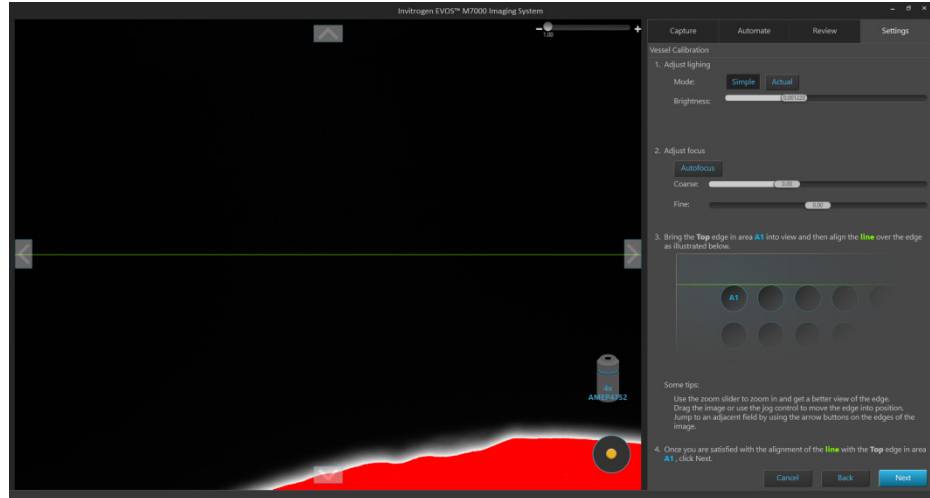 Invitrogen EVOS™ M7000 Imaging System
1.00
Capture Automate Review Settings
Vessel Calibration
1. Adjust lighing
Mode: Simple Actual
Brightness:
2. Adjust focus
Autofocus
Coarse: 0.00
Fine: 0.00
3. Bring the Top edge in area A1 into view and then align the line over the edge
as illustrated below.
A1
4x
AMEP4752
Some tips:
Use the zoom slider to zoom in and get a better view of the edge.
Drag the image or use the jog control to move the edge into position.
Jump to an adjacent field by using the arrow buttons on the edges of the
image.
4. Once you are satisfied with the alignment of the line with the Top edge in area
A1 , click Next.
Cancel Back Next